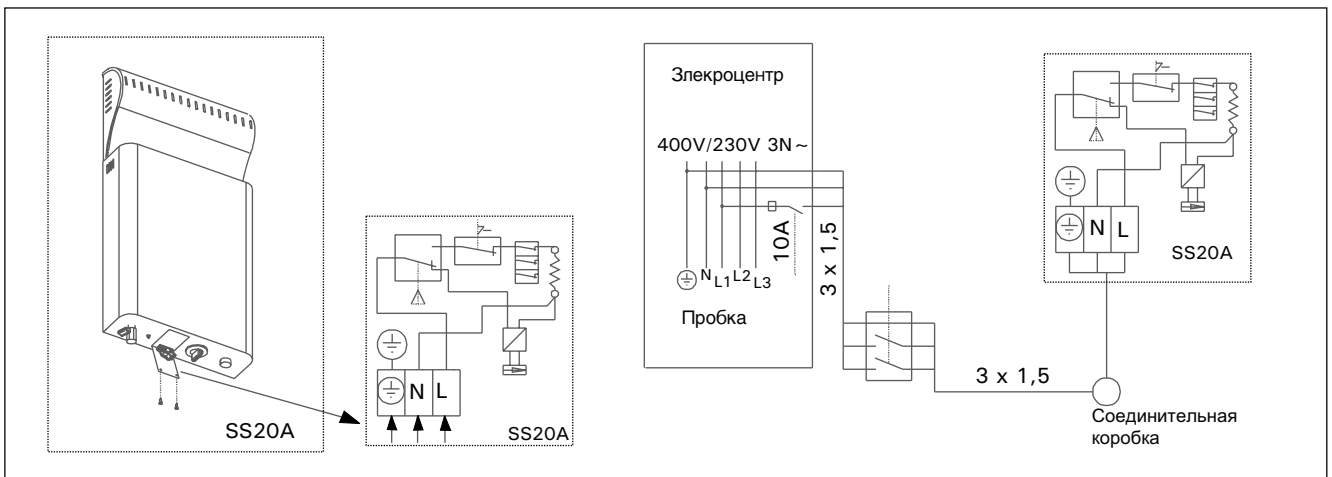 SS20A
N L
SS20A
Злекроцентр
400V/230V 3N~
10A
3 x 1,5
N L1 L2 L3
Пробка
3 x 1,5
N L
SS20A
Соединительная
коробка